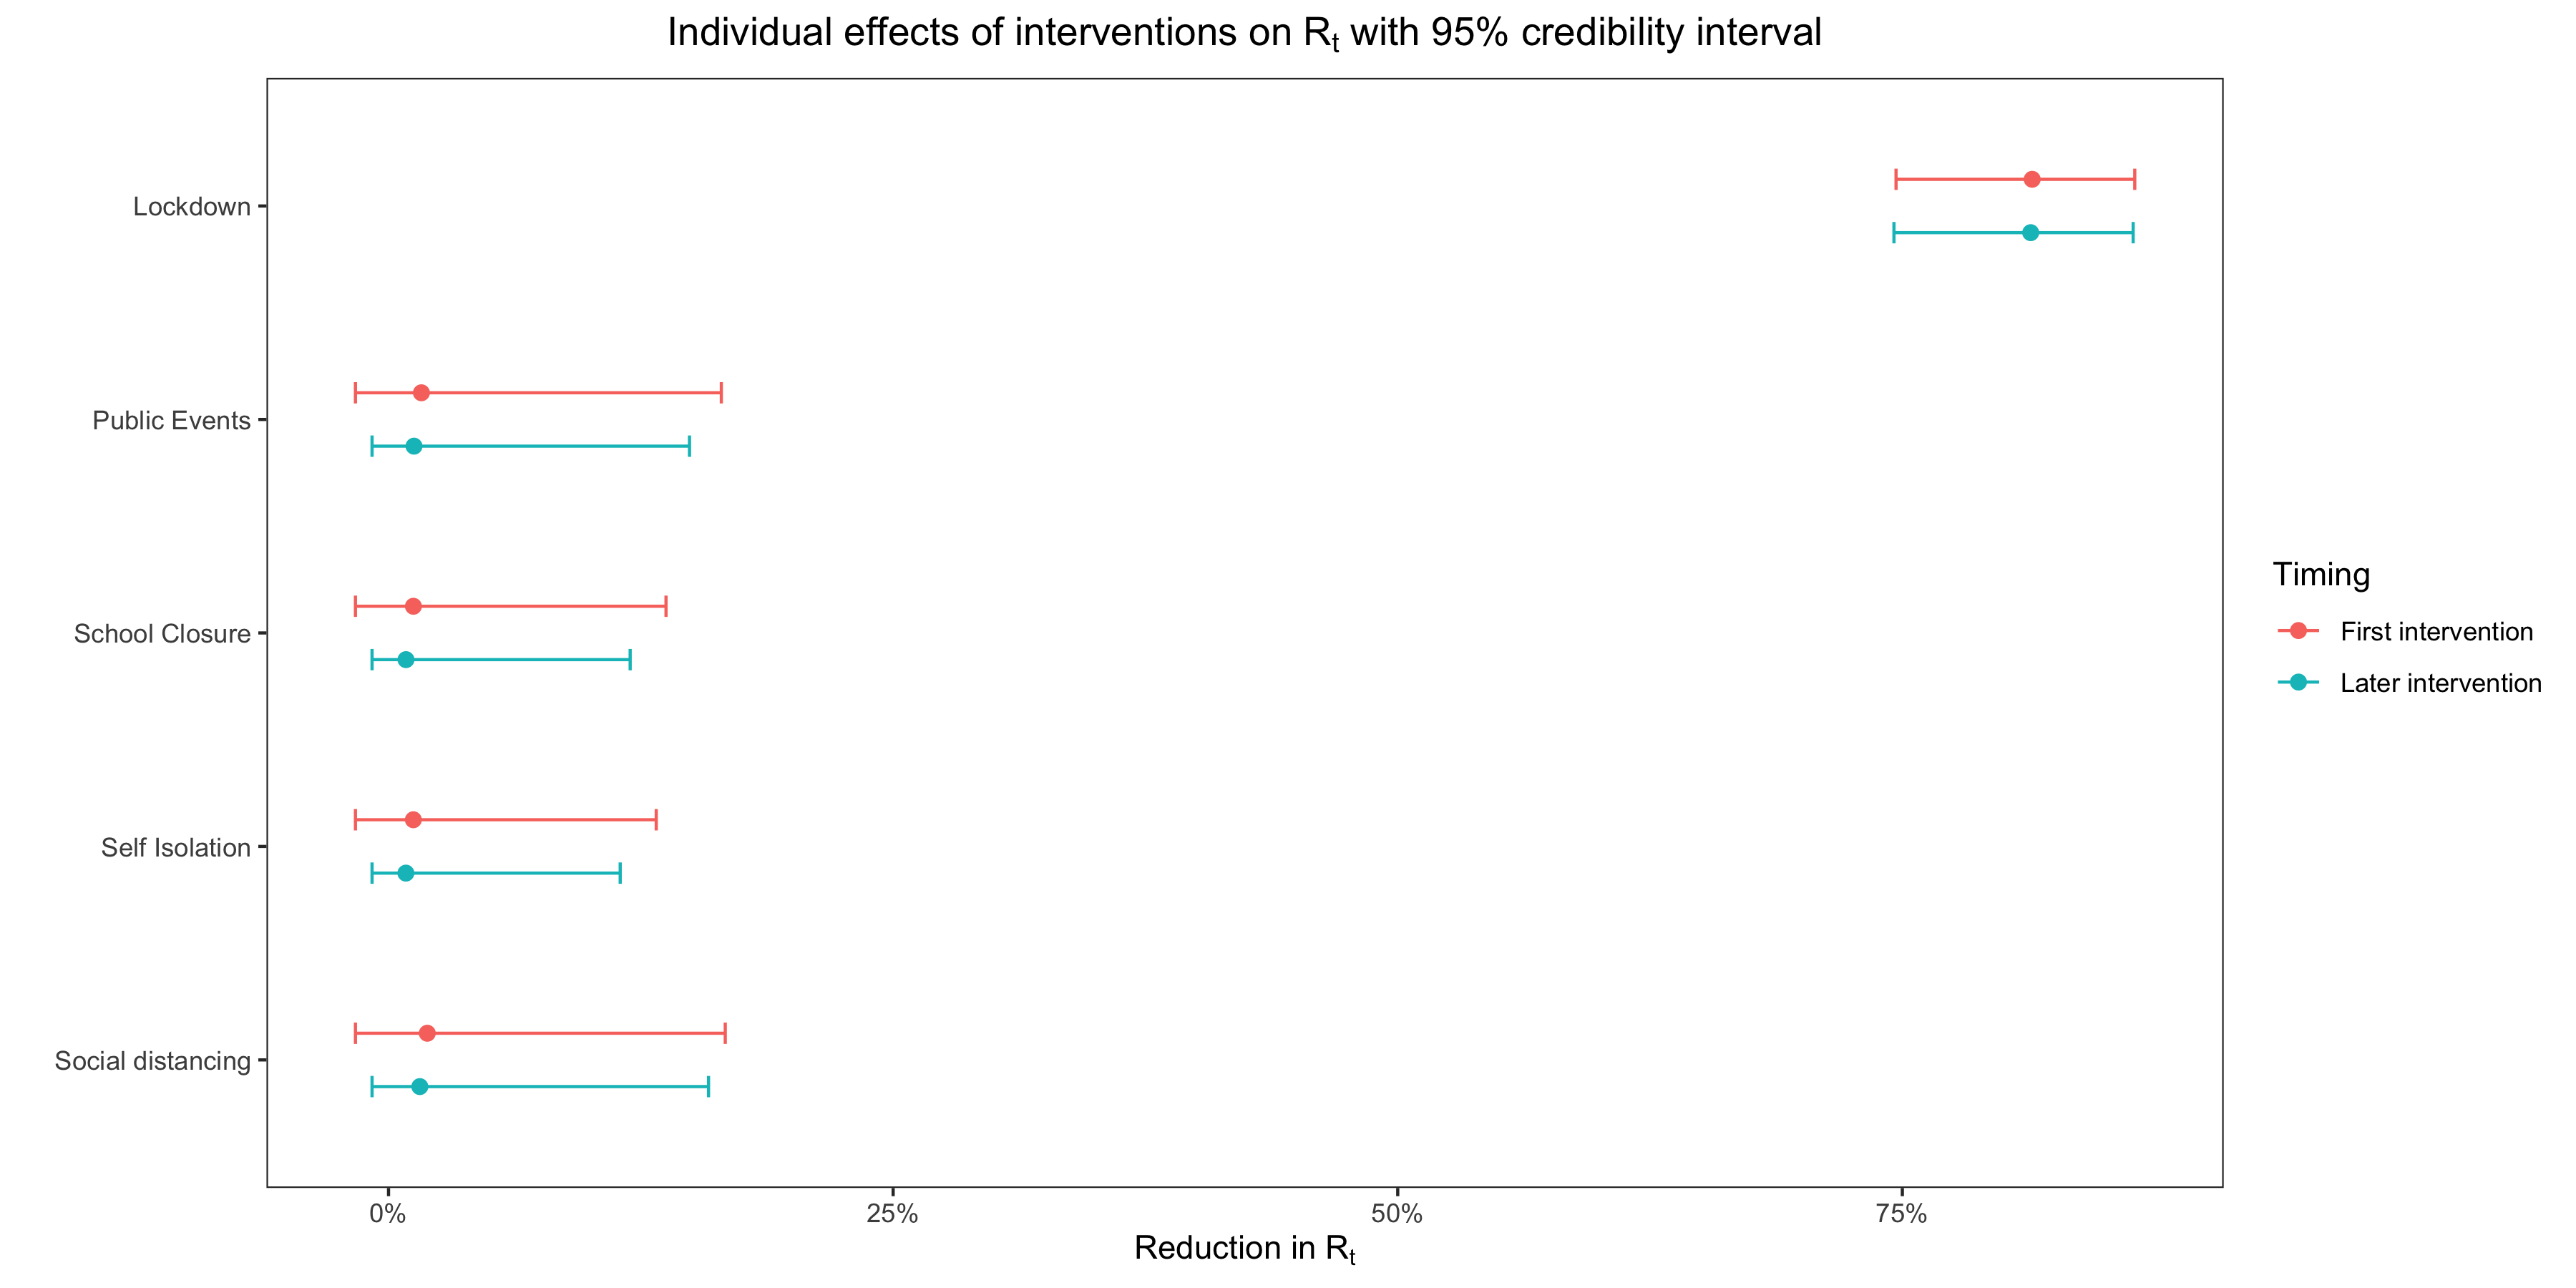 Individual effects of interventions on Rt with 95% credibility interval
Lockdown
Public Events
School Closure
Self Isolation
Social distancing
0% 25% 50% 75%
Reduction in Rt
Timing
First intervention
Later intervention